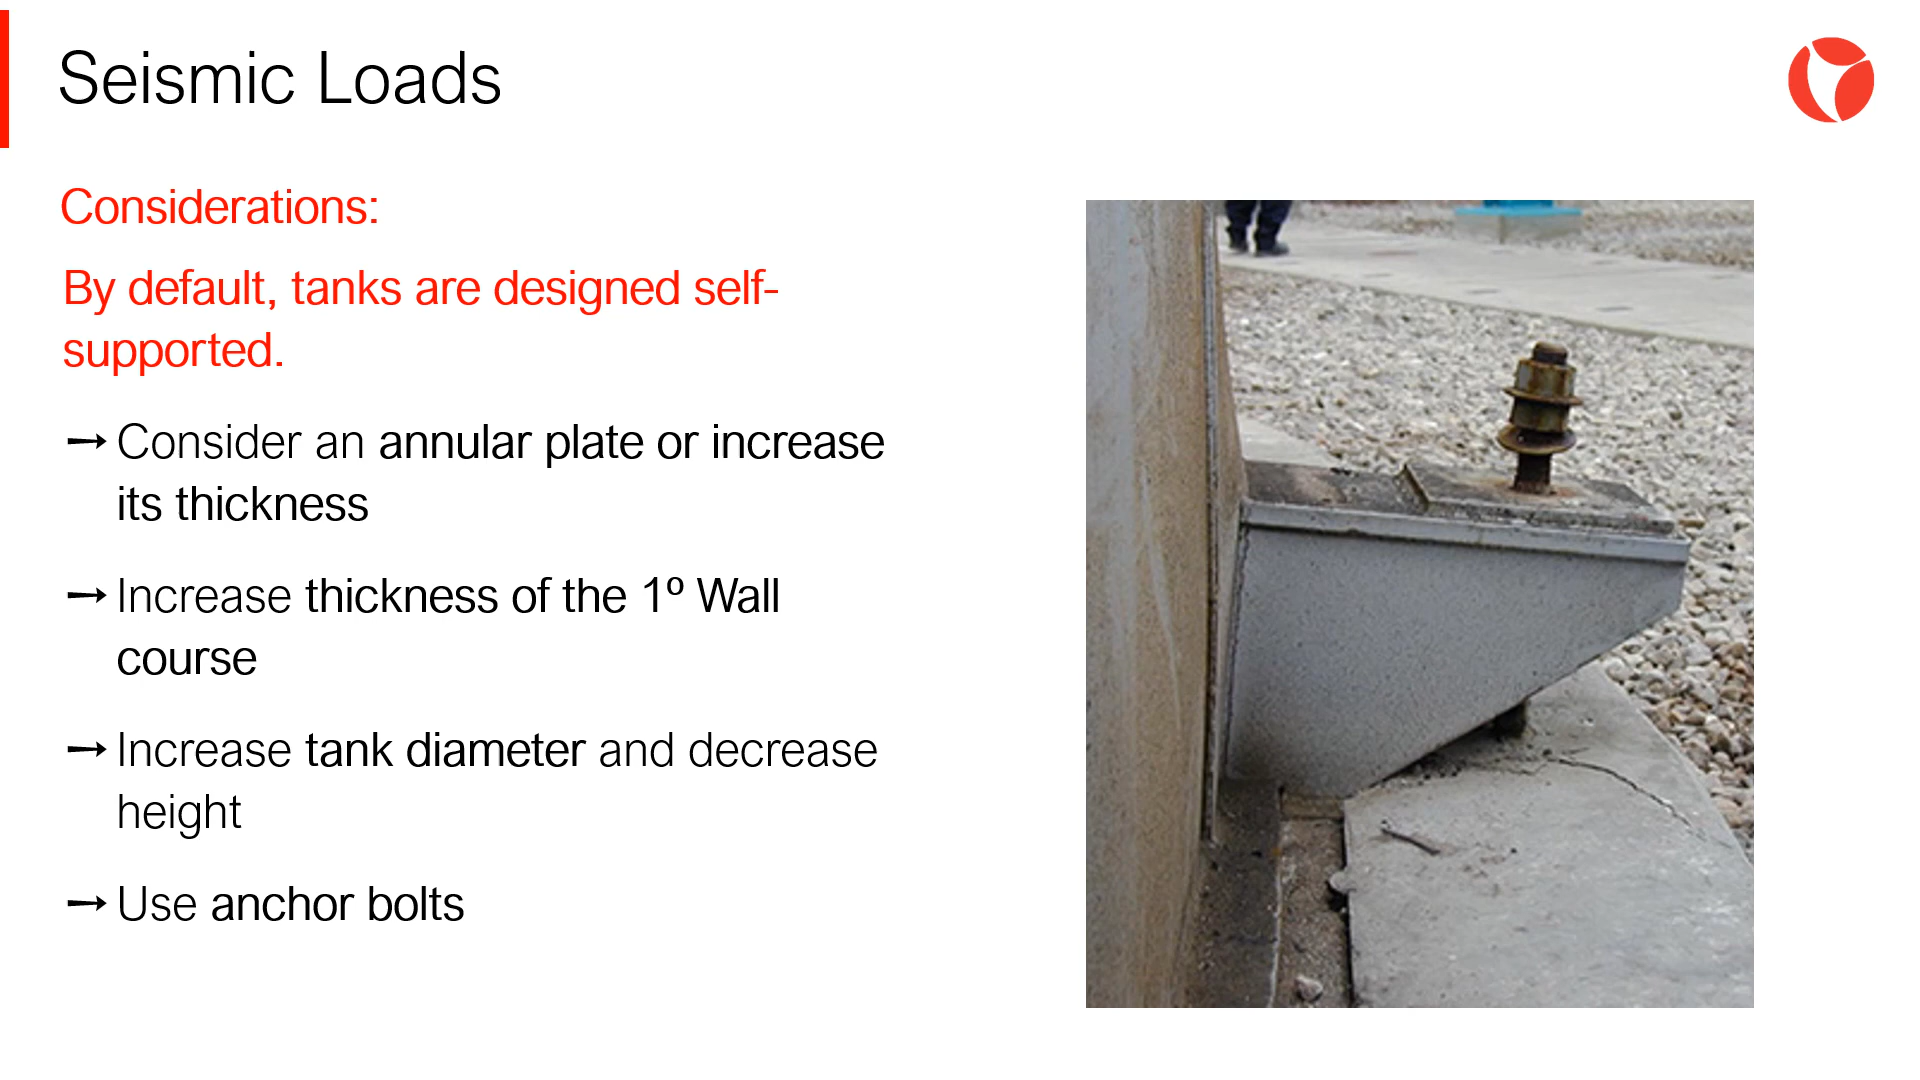 Seismic Loads
Considerations:
By default, tanks are designed self-
supported.
→ Consider an annular plate or increase
its thickness
→ Increase thickness of the 1º Wall
course
→ Increase tank diameter and decrease
height
→ Use anchor bolts